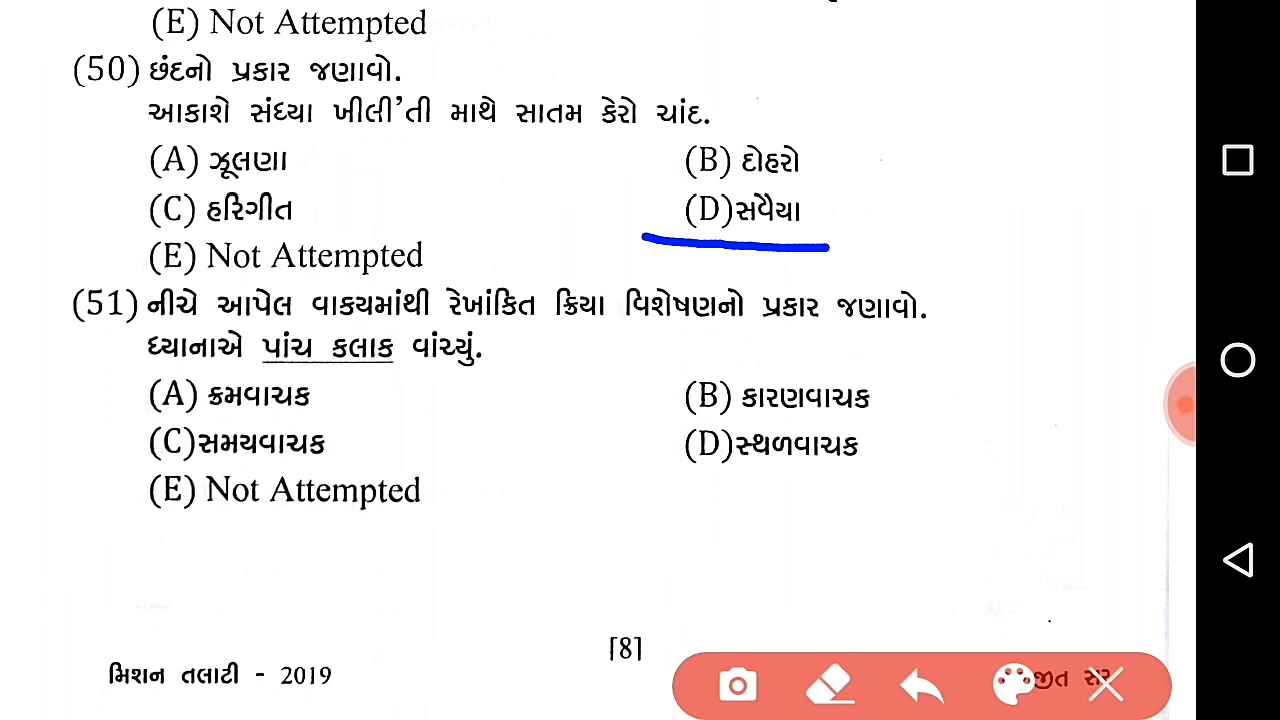 (E) Not Attempted
(50) છંદનો પ્રકાર જણાવો.
આકાશે સંધ્યા ખીલી’તી માથે સાતમ કેરો ચાંદ.
(A) ઝૂલણા (B) દોહરો
(C) હરિગીત (D) સવૈયા
(E) Not Attempted
(51) નીચે આપેલ વાક્યમાંથી રેખાંકિત ક્રિયા વિશેષણનો પ્રકાર જણાવો.
ધ્યાનાએ પાંચ કલાક વાંચ્યું.
(A) ક્રમવાચક (B) કારણવાચક
(C) સમયવાચક (D) સ્થળવાચક
(E) Not Attempted
[8]
મિશન તલાટી - 2019